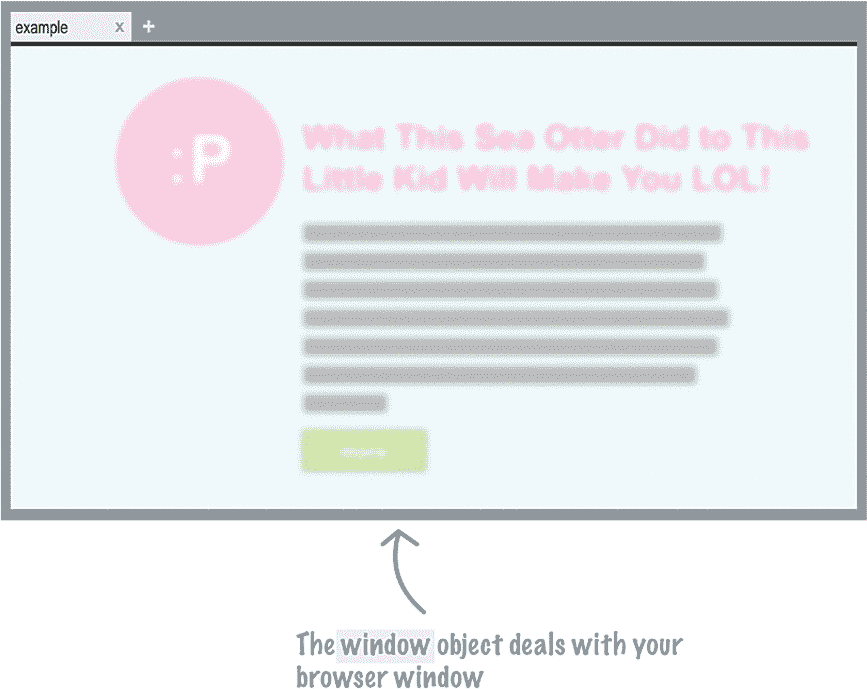 example x +
:P
What This Sea Otter Did to This
Little Kid Will Make You LOL!
The window object deals with your
browser window